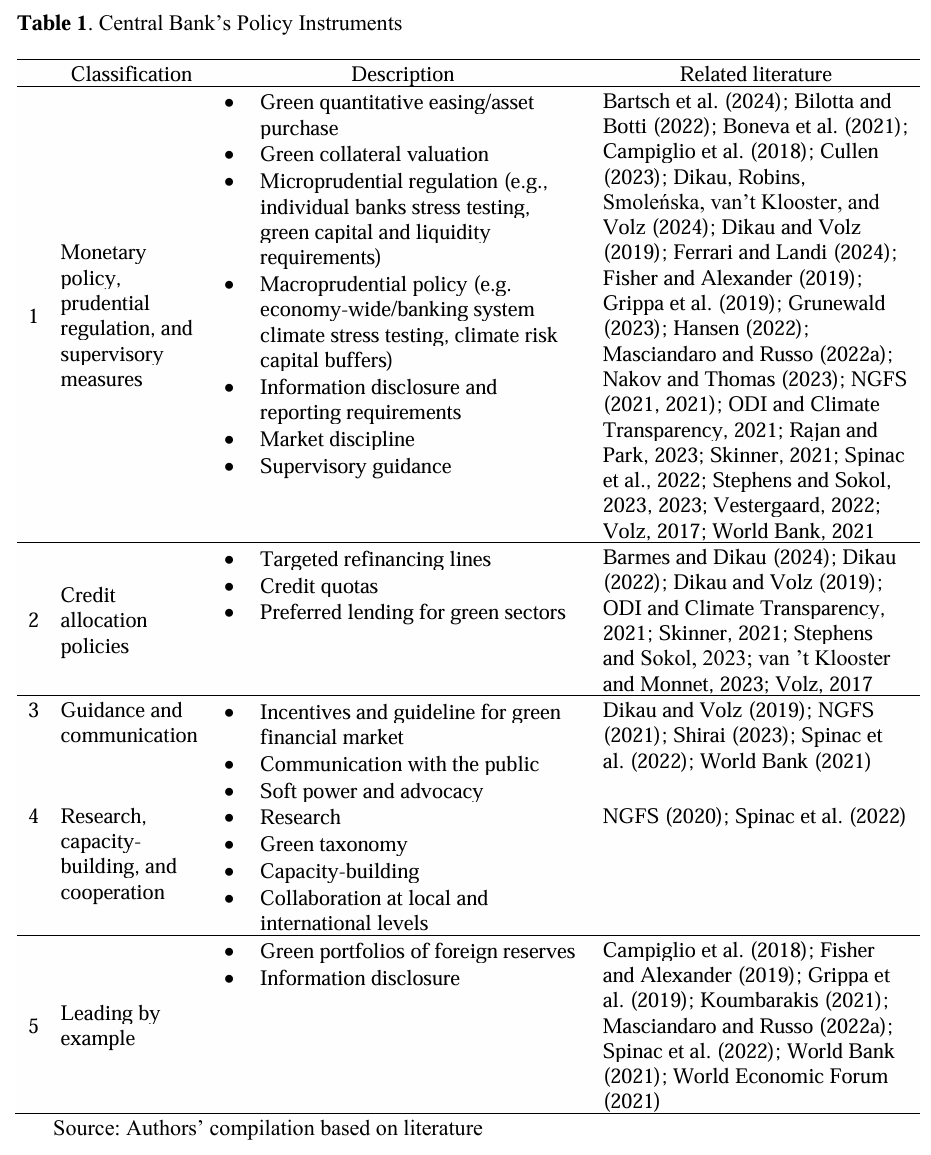 Table 1. Central Bank’s Policy Instruments
Classification Description Related literature
1
Monetary
policy,
prudential
regulation, and
supervisory
measures
• Green quantitative easing/asset
purchase
• Green collateral valuation
• Microprudential regulation (e.g.,
individual banks stress testing,
green capital and liquidity
requirements)
• Macroprudential policy (e.g.
economy-wide/banking system
climate stress testing, climate risk
capital buffers)
• Information disclosure and
reporting requirements
• Market discipline
• Supervisory guidance
Bartsch et al. (2024); Bilotta and
Botti (2022); Boneva et al. (2021);
Campiglio et al. (2018); Cullen
(2023); Dikau, Robins,
Smoleńska, van’t Klooster, and
Volz (2024); Dikau and Volz
(2019); Ferrari and Landi (2024);
Fisher and Alexander (2019);
Grippa et al. (2019); Grunewald
(2023); Hansen (2022);
Masciandaro and Russo (2022a);
Nakov and Thomas (2023); NGFS
(2021, 2021); ODI and Climate
Transparency, 2021; Rajan and
Park, 2023; Skinner, 2021; Spinac
et al., 2022; Stephens and Sokol,
2023, 2023; Vestergaard, 2022;
Volz, 2017; World Bank, 2021
2
Credit
allocation
policies
• Targeted refinancing lines
• Credit quotas
• Preferred lending for green sectors
Barmes and Dikau (2024); Dikau
(2022); Dikau and Volz (2019);
ODI and Climate Transparency,
2021; Skinner, 2021; Stephens
and Sokol, 2023; van ’t Klooster
and Monnet, 2023; Volz, 2017
3
Guidance and
communication
• Incentives and guideline for green
financial market
• Communication with the public
• Soft power and advocacy
Dikau and Volz (2019); NGFS
(2021); Shirai (2023); Spinac et
al. (2022); World Bank (2021)
4
Research,
capacity-
building, and
cooperation
• Research
• Green taxonomy
• Capacity-building
• Collaboration at local and
international levels
NGFS (2020); Spinac et al. (2022)
5
Leading by
example
• Green portfolios of foreign reserves
• Information disclosure
Campiglio et al. (2018); Fisher
and Alexander (2019); Grippa et
al. (2019); Koumbarakis (2021);
Masciandaro and Russo (2022a);
Spinac et al. (2022); World Bank
(2021); World Economic Forum
(2021)
Source: Authors’ compilation based on literature